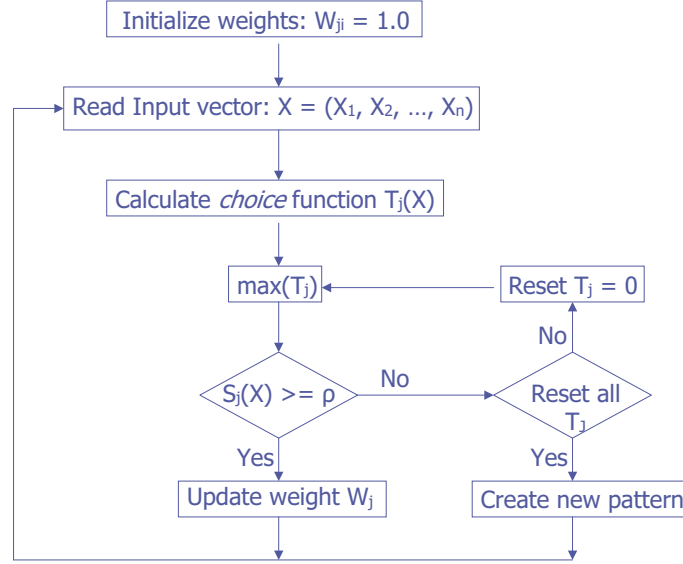 Initialize weights: Wji = 1.0
Read Input vector: X = (X1, X2, ..., Xn)
Calculate choice function Tj(X)
max(Tj)
Reset Tj = 0
No
Sj(X) >= ρ
No
Reset all
TJ
Yes
Yes
Update weight Wj
Create new pattern